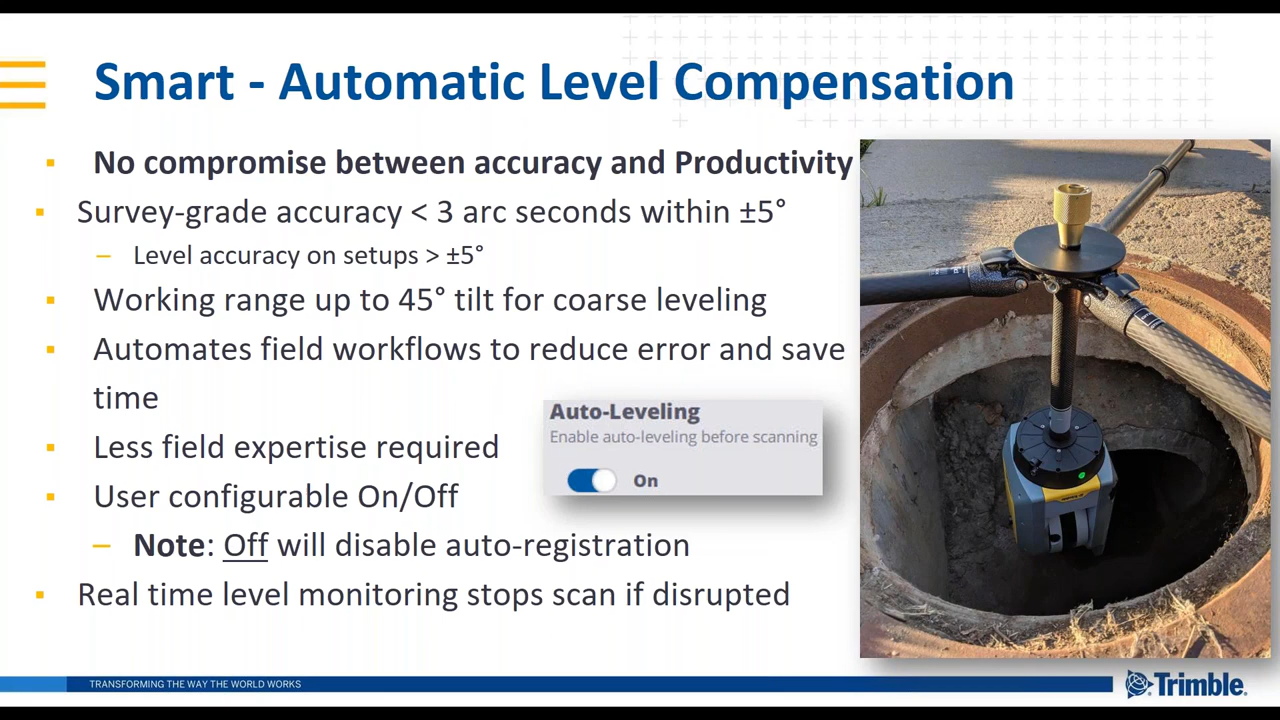 Smart - Automatic Level Compensation
▪ No compromise between accuracy and Productivity
▪ Survey-grade accuracy < 3 arc seconds within ±5°
– Level accuracy on setups > ±5°
▪ Working range up to 45° tilt for coarse leveling
▪ Automates field workflows to reduce error and save
time
▪ Less field expertise required
▪ User configurable On/Off
– Note: Off will disable auto-registration
▪ Real time level monitoring stops scan if disrupted
Auto-Leveling
Enable auto-leveling before scanning
On
TRANSFORMING THE WAY THE WORLD WORKS
Trimble.